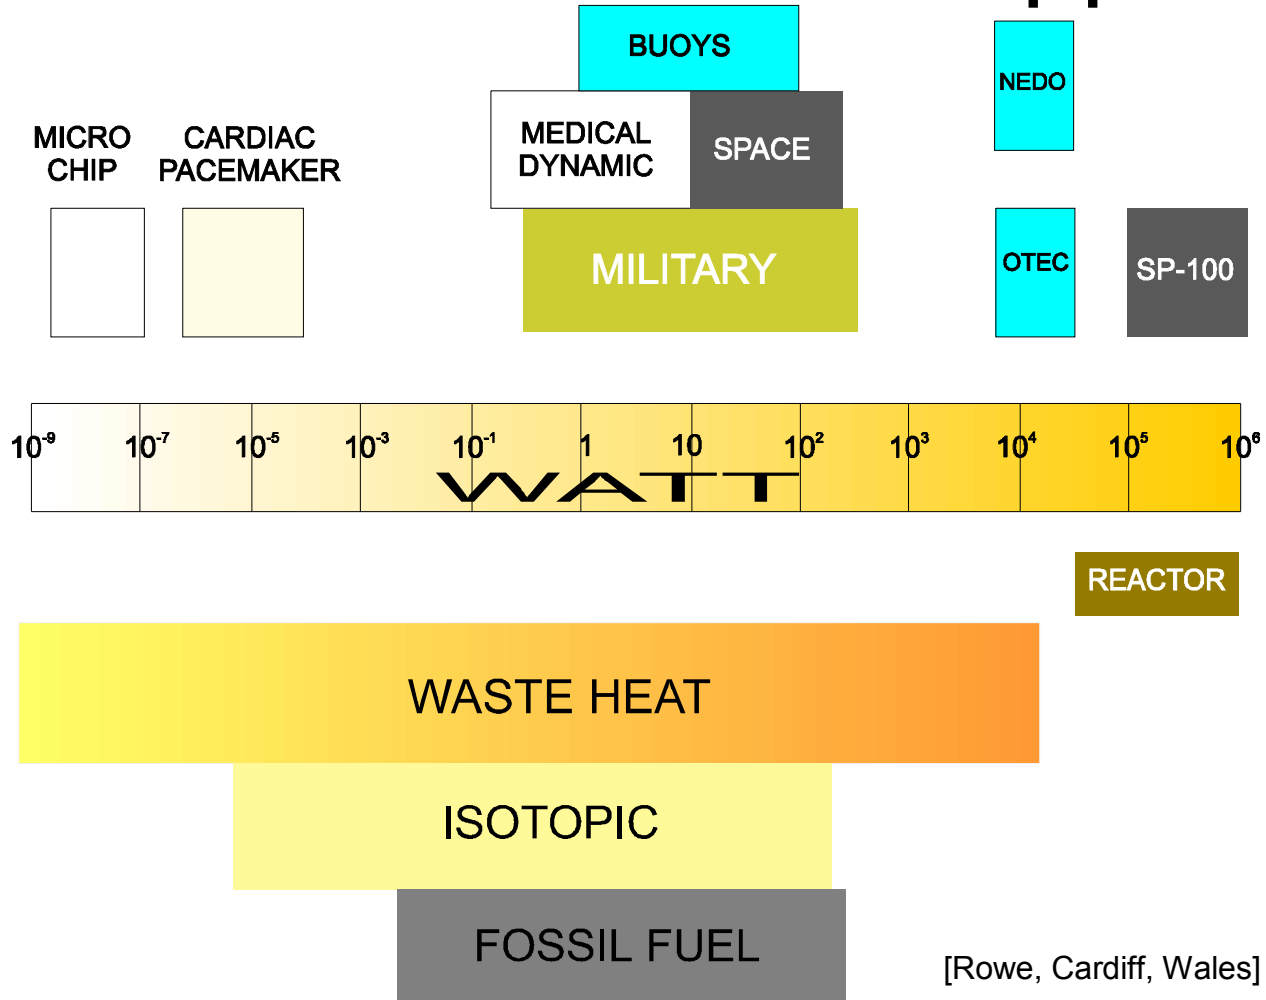 BUOYS
NEDO
MICRO
CHIP
CARDIAC
PACEMAKER
MEDICAL
DYNAMIC
SPACE
MILITARY
OTEC
SP-100
10⁻⁹ 10⁻⁷ 10⁻⁵ 10⁻³ 10⁻¹ 1 10 10² 10³ 10⁴ 10⁵ 10⁶
WATT
REACTOR
WASTE HEAT
ISOTOPIC
FOSSIL FUEL
[Rowe, Cardiff, Wales]